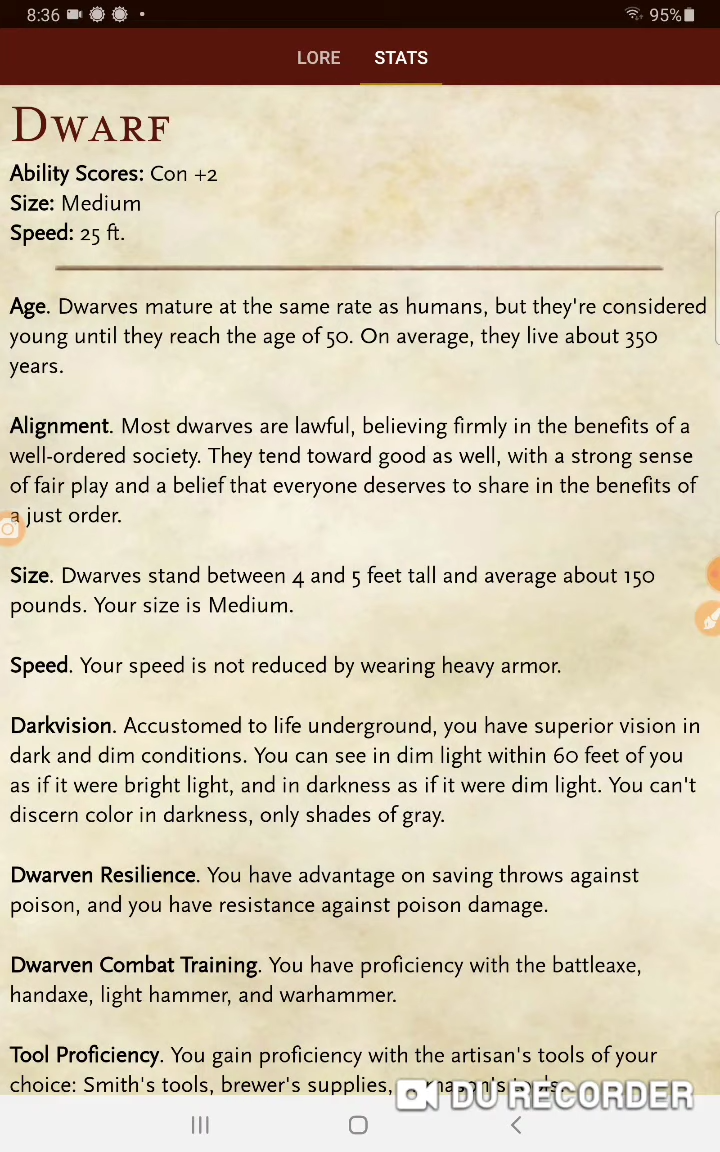 8:36
95%
LORE STATS
DWARF
Ability Scores: Con +2
Size: Medium
Speed: 25 ft.
Age. Dwarves mature at the same rate as humans, but they're considered
young until they reach the age of 50. On average, they live about 350
years.
Alignment. Most dwarves are lawful, believing firmly in the benefits of a
well-ordered society. They tend toward good as well, with a strong sense
of fair play and a belief that everyone deserves to share in the benefits of
a just order.
Size. Dwarves stand between 4 and 5 feet tall and average about 150
pounds. Your size is Medium.
Speed. Your speed is not reduced by wearing heavy armor.
Darkvision. Accustomed to life underground, you have superior vision in
dark and dim conditions. You can see in dim light within 60 feet of you
as if it were bright light, and in darkness as if it were dim light. You can't
discern color in darkness, only shades of gray.
Dwarven Resilience. You have advantage on saving throws against
poison, and you have resistance against poison damage.
Dwarven Combat Training. You have proficiency with the battleaxe,
handaxe, light hammer, and warhammer.
Tool Proficiency. You gain proficiency with the artisan's tools of your
choice: Smith's tools, brewer's supplies, mason's tools.
DU RECORDER